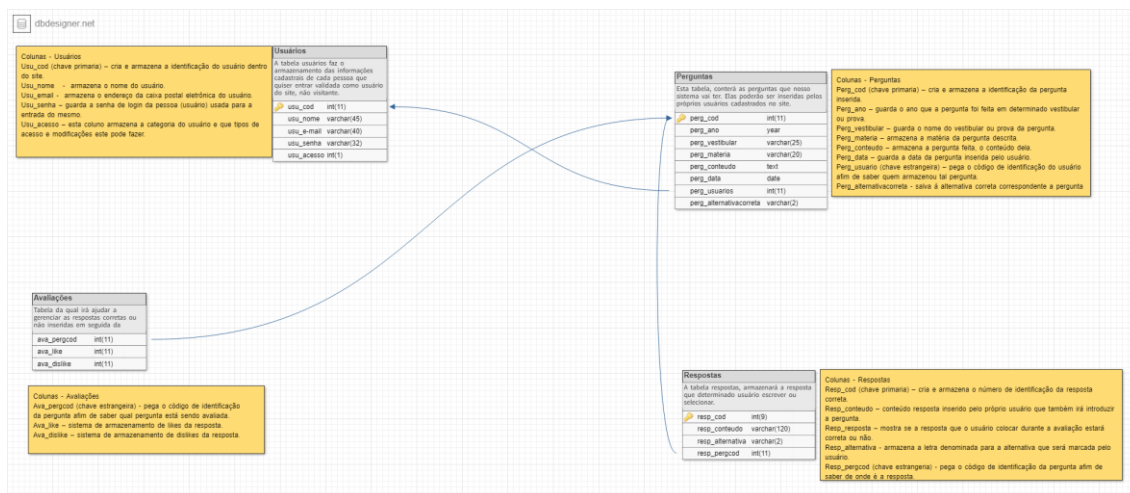 dbdesigner.net
Colunas - Usuários
Usu_cod (chave primaria) – cria e armazena a identificação do usuário dentro
do site.
Usu_nome - armazena o nome do usuário.
Usu_email - armazena o endereço da caixa postal eletrônica do usuário.
Usu_senha – guarda a senha de login da pessoa (usuário) usada para a
entrada do mesmo.
Usu_acesso – esta coluno armazena a categoria do usuário e que tipos de
acesso e modificações este pode fazer.
Usuários
A tabela usuários faz o
armazenamento das informações
cadastrais de cada pessoa que
quiser entrar validada como usuário
do site, não visitante.
usu_cod int(11)
usu_nome varchar(45)
usu_e-mail varchar(40)
usu_senha varchar(32)
usu_acesso int(1)
Perguntas
Esta tabela, conterá as perguntas que nosso
sistema vai ter. Elas poderão ser inseridas pelos
próprios usuários cadastrados no site.
perg_cod int(11)
perg_ano year
perg_vestibular varchar(25)
perg_materia varchar(20)
perg_conteudo text
perg_data date
perg_usuarios int(11)
perg_alternativacorreta varchar(2)
Colunas - Perguntas
Perg_cod (chave primaria) – cria e armazena a identificação da pergunta
inserida.
Perg_ano – guarda o ano que a pergunta foi feita em determinado vestibular
ou prova.
Perg_vestibular – guarda o nome do vestibular ou prova da pergunta.
Perg_materia – armazena a matéria da pergunta descrita.
Perg_conteudo – armazena a pergunta feita, o conteúdo dela.
Perg_data – guarda a data da pergunta inserida pelo usuário.
Perg_usuario (chave estrangeira) – pega o código de identificação do usuário
afim de saber quem armazenou tal pergunta.
Perg_alternativacorreta - salva á alternativa correta correspondente a pergunta
Avaliações
Tabela da qual irá ajudar a
gerenciar as respostas corretas ou
não inseridas em seguida da
ava_pergcod int(11)
ava_like int(11)
ava_dislike int(11)
Colunas - Avaliações
Ava_pergcod (chave estrangeira) - pega o código de identificação
da pergunta afim de saber qual pergunta está sendo avaliada.
Ava_like – sistema de armazenamento de likes da resposta.
Ava_dislike – sistema de armazenamento de dislikes da resposta.
Respostas
A tabela respostas, armazenará a resposta
que determinado usuário escrever ou
selecionar.
resp_cod int(9)
resp_conteudo varchar(120)
resp_alternativa varchar(2)
resp_pergcod int(11)
Colunas - Respostas
Resp_cod (chave primaria) – cria e armazena o número de identificação da resposta
correta.
Resp_conteudo – conteúdo resposta inserido pelo próprio usuário que também irá introduzir
a pergunta.
Resp_resposta – mostra se a resposta que o usuário colocar durante a avaliação estará
correta ou não.
Resp_alternativa - armazena a letra denominada para a alternativa que será marcada pelo
usuário.
Resp_pergcod (chave estrangeria) - pega o código de identificação da pergunta afim de
saber de onde é a resposta.